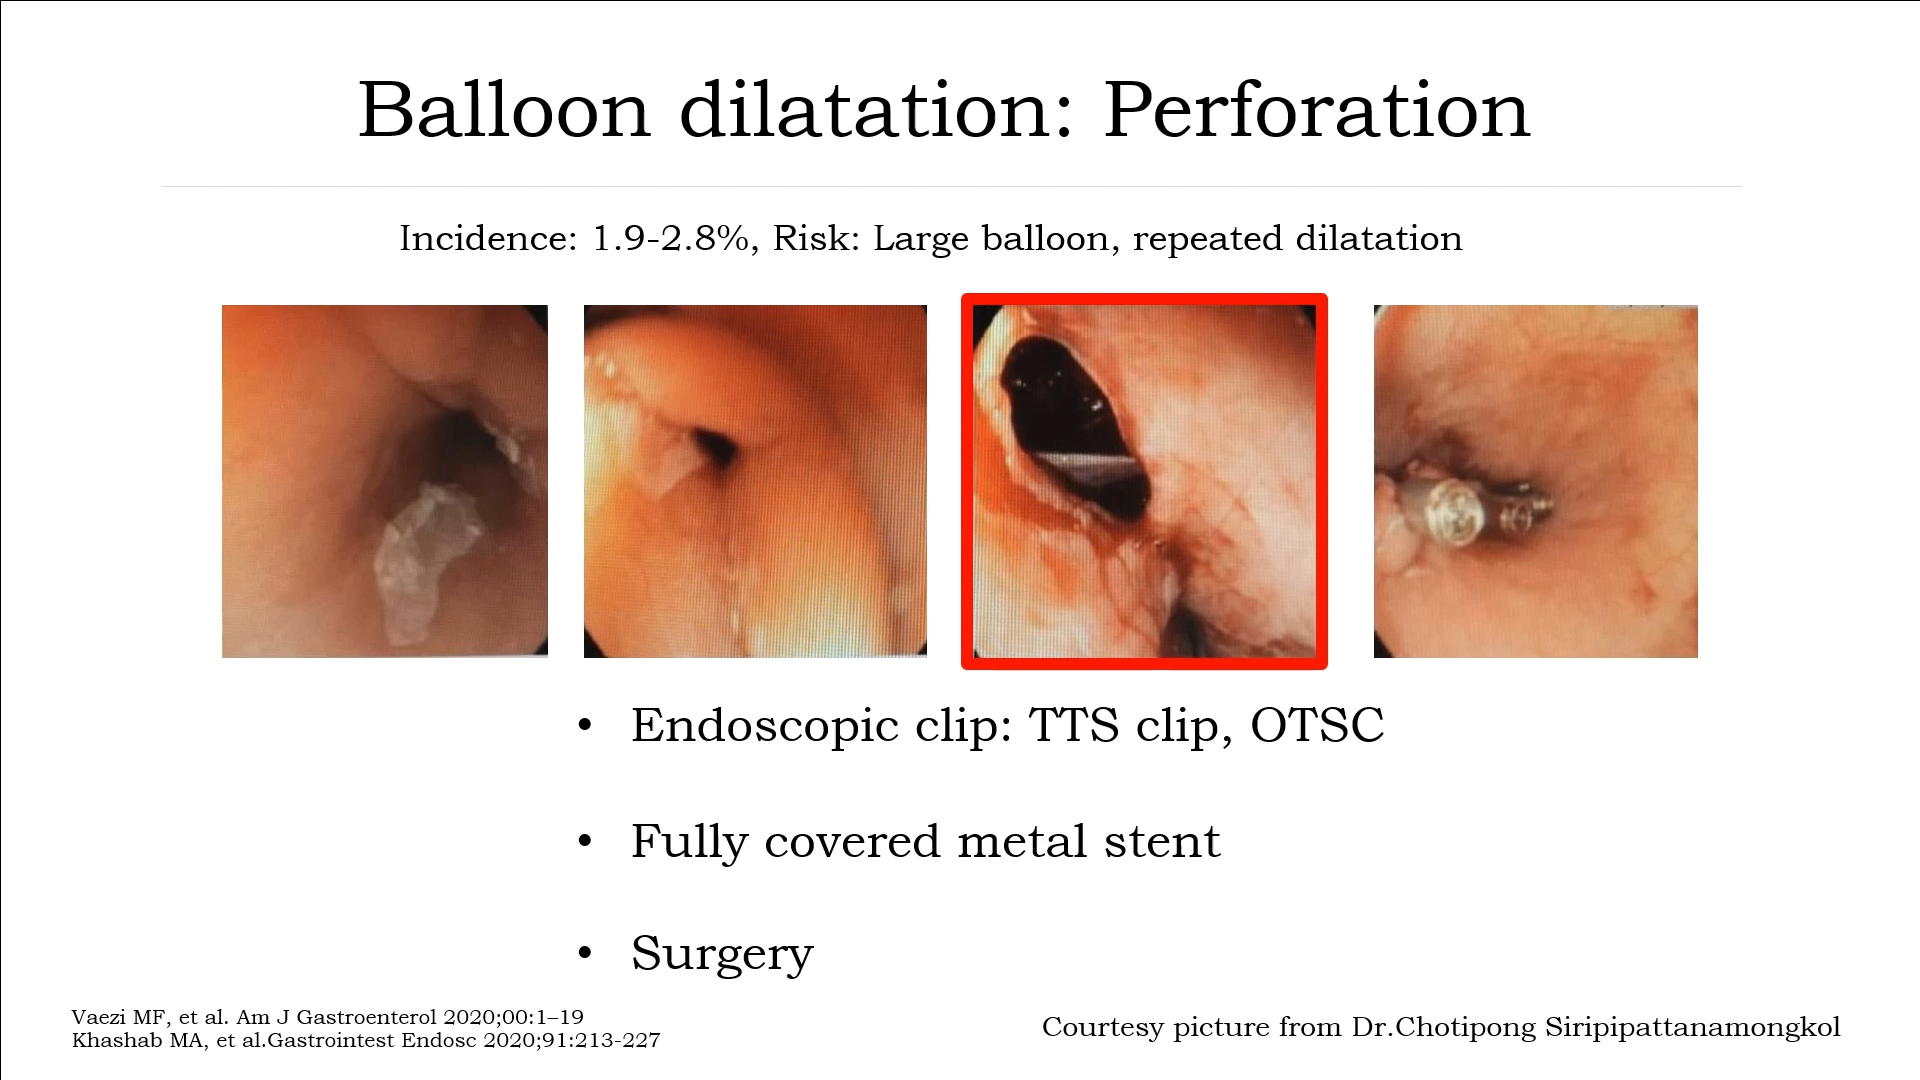 Balloon dilatation: Perforation
Incidence: 1.9-2.8%, Risk: Large balloon, repeated dilatation
• Endoscopic clip: TTS clip, OTSC
• Fully covered metal stent
• Surgery
Vaezi MF, et al. Am J Gastroenterol 2020;00:1–19
Khashab MA, et al.Gastrointest Endosc 2020;91:213-227
Courtesy picture from Dr.Chotipong Siripipattanamongkol